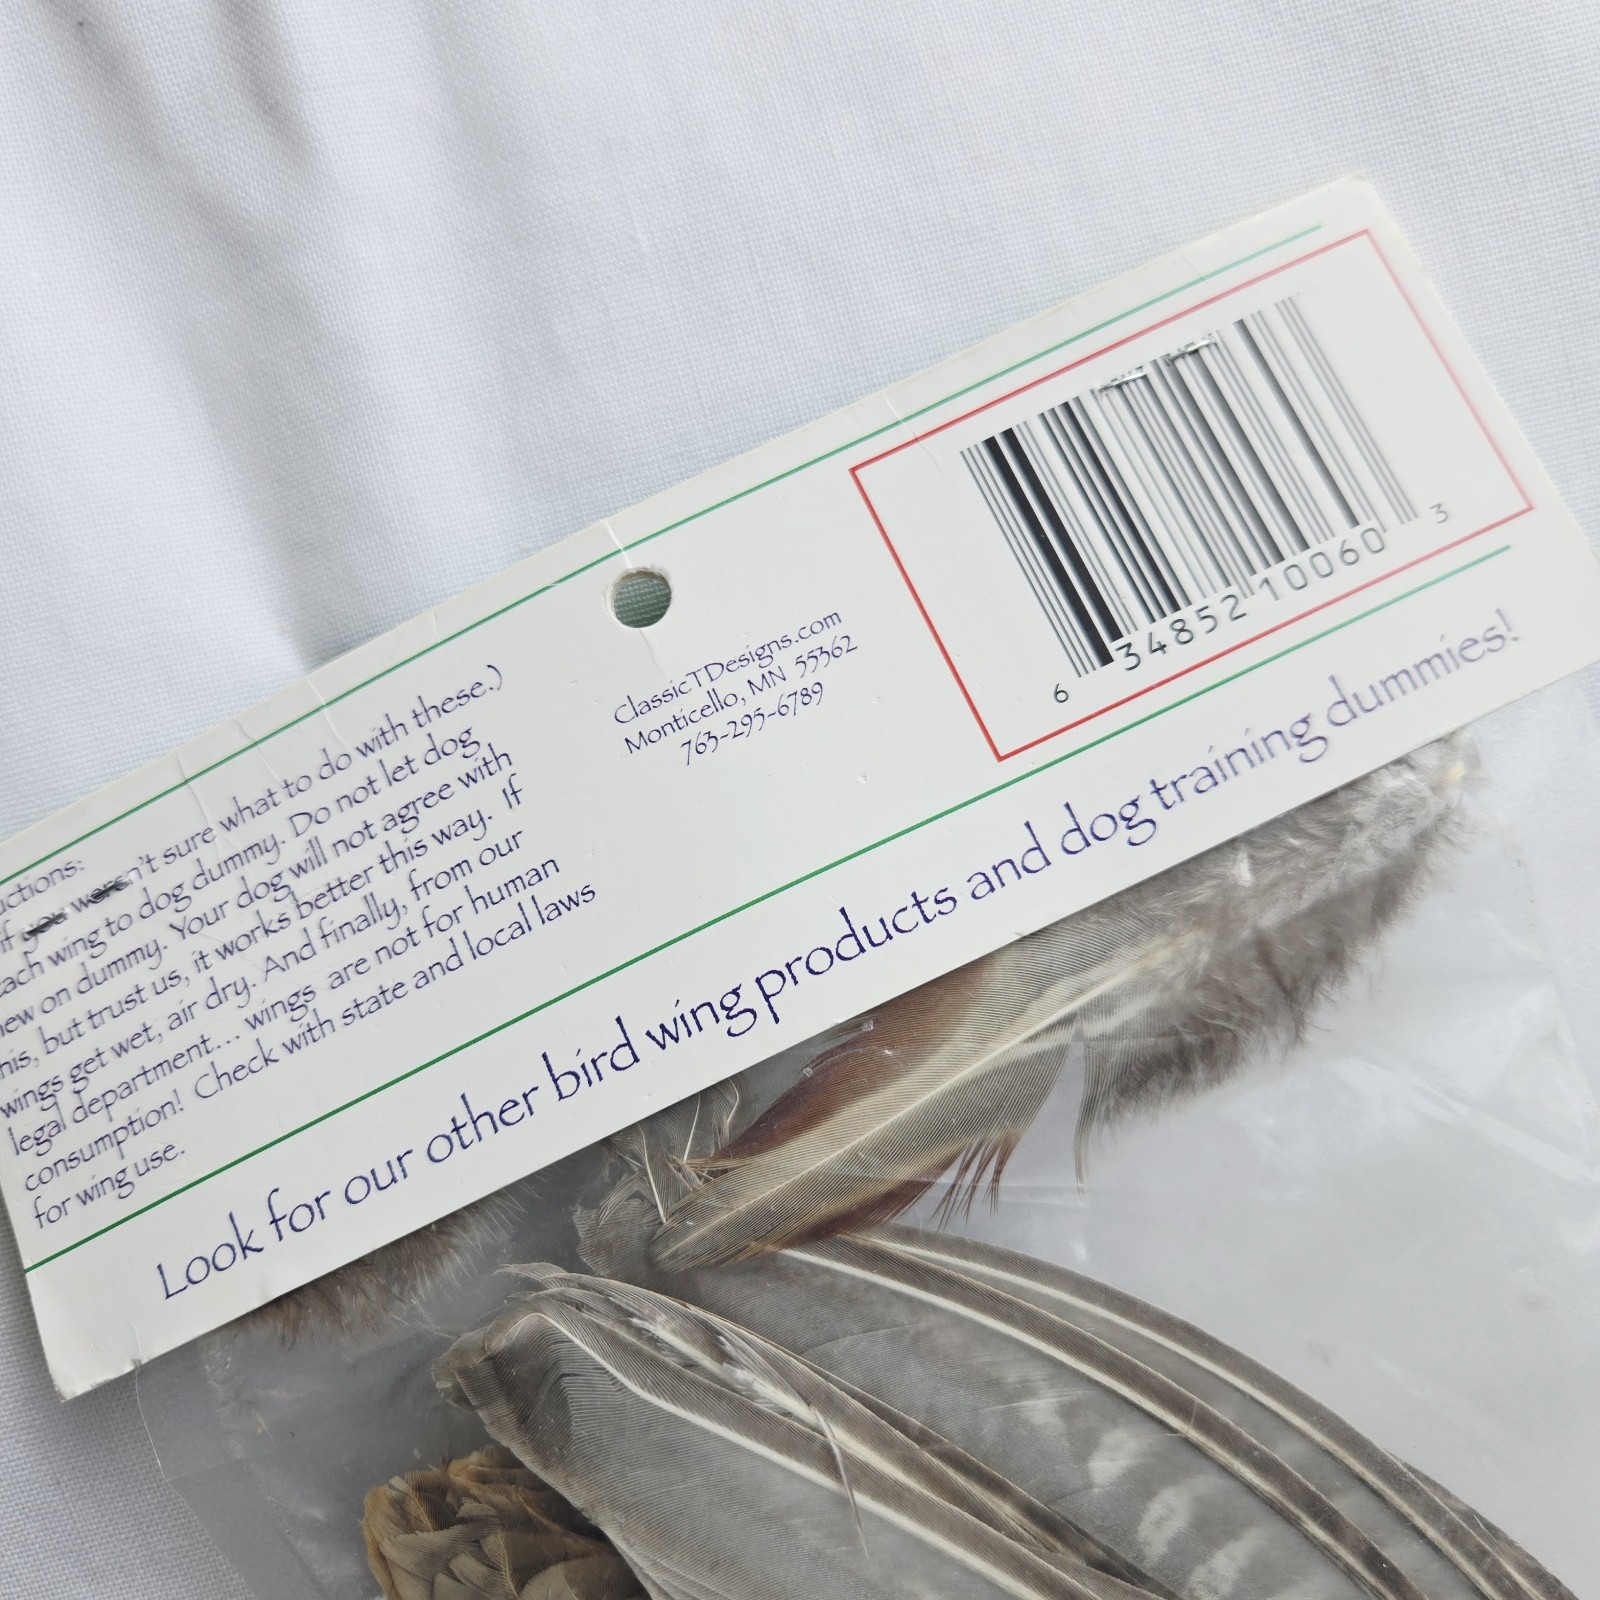 uctions:
if you weren't sure what to do with these.)
ach wing to dog dummy. Do not let dog
new on dummy. Your dog will not agree with
his, but trust us, it works better this way. If
wings get wet, air dry. And finally, from our
legal department... wings are not for human
consumption! Check with state and local laws
for wing use.
ClassicTDesigns.com
Monticello, MN 55362
763-295-6789
6 34852 10060 3
Look for our other bird wing products and dog training dummies!